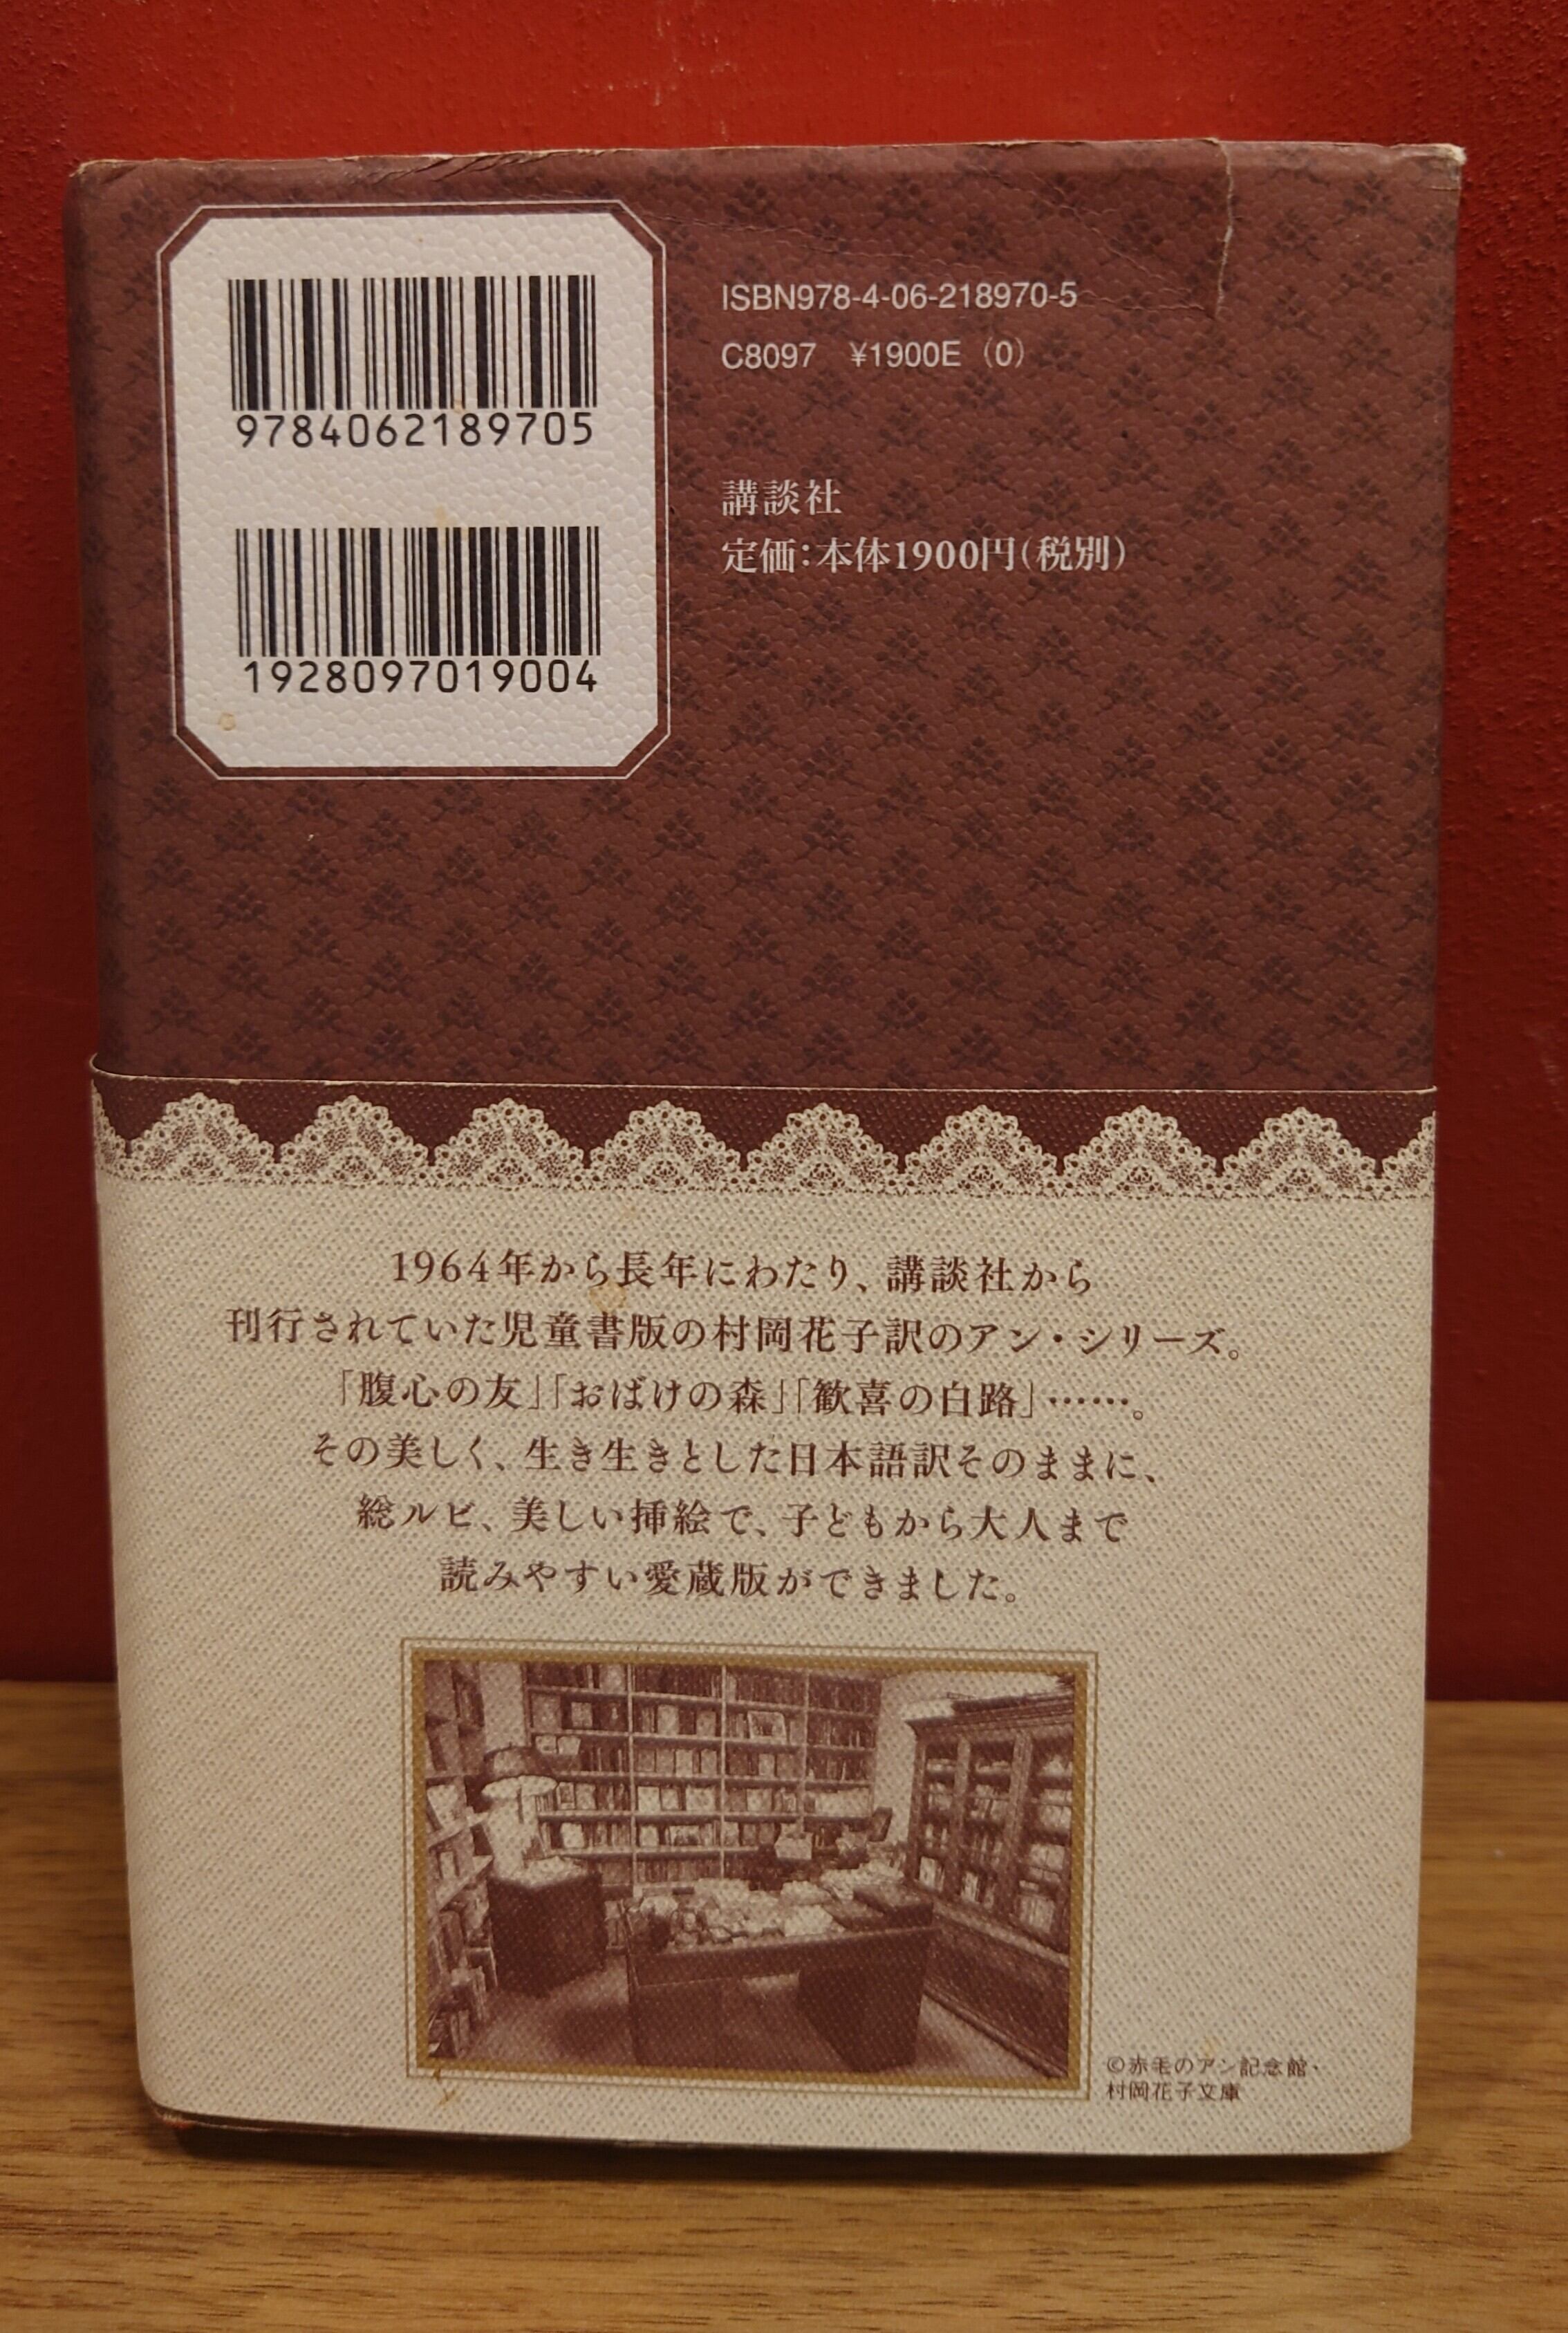 9784062189705
1928097019004
ISBN978-4-06-218970-5
C8097 ¥1900E (0)
講談社
定価:本体1900円(税別)
1964年から長年にわたり、講談社から
刊行されていた児童書版の村岡花子訳のアン・シリーズ。
「腹心の友」「おばけの森」「歓喜の白路」……。
その美しく、生き生きとした日本語訳そのままに、
総ルビ、美しい挿絵で、子どもから大人まで
読みやすい愛蔵版ができました。
©赤毛のアン記念館・
村岡花子文庫